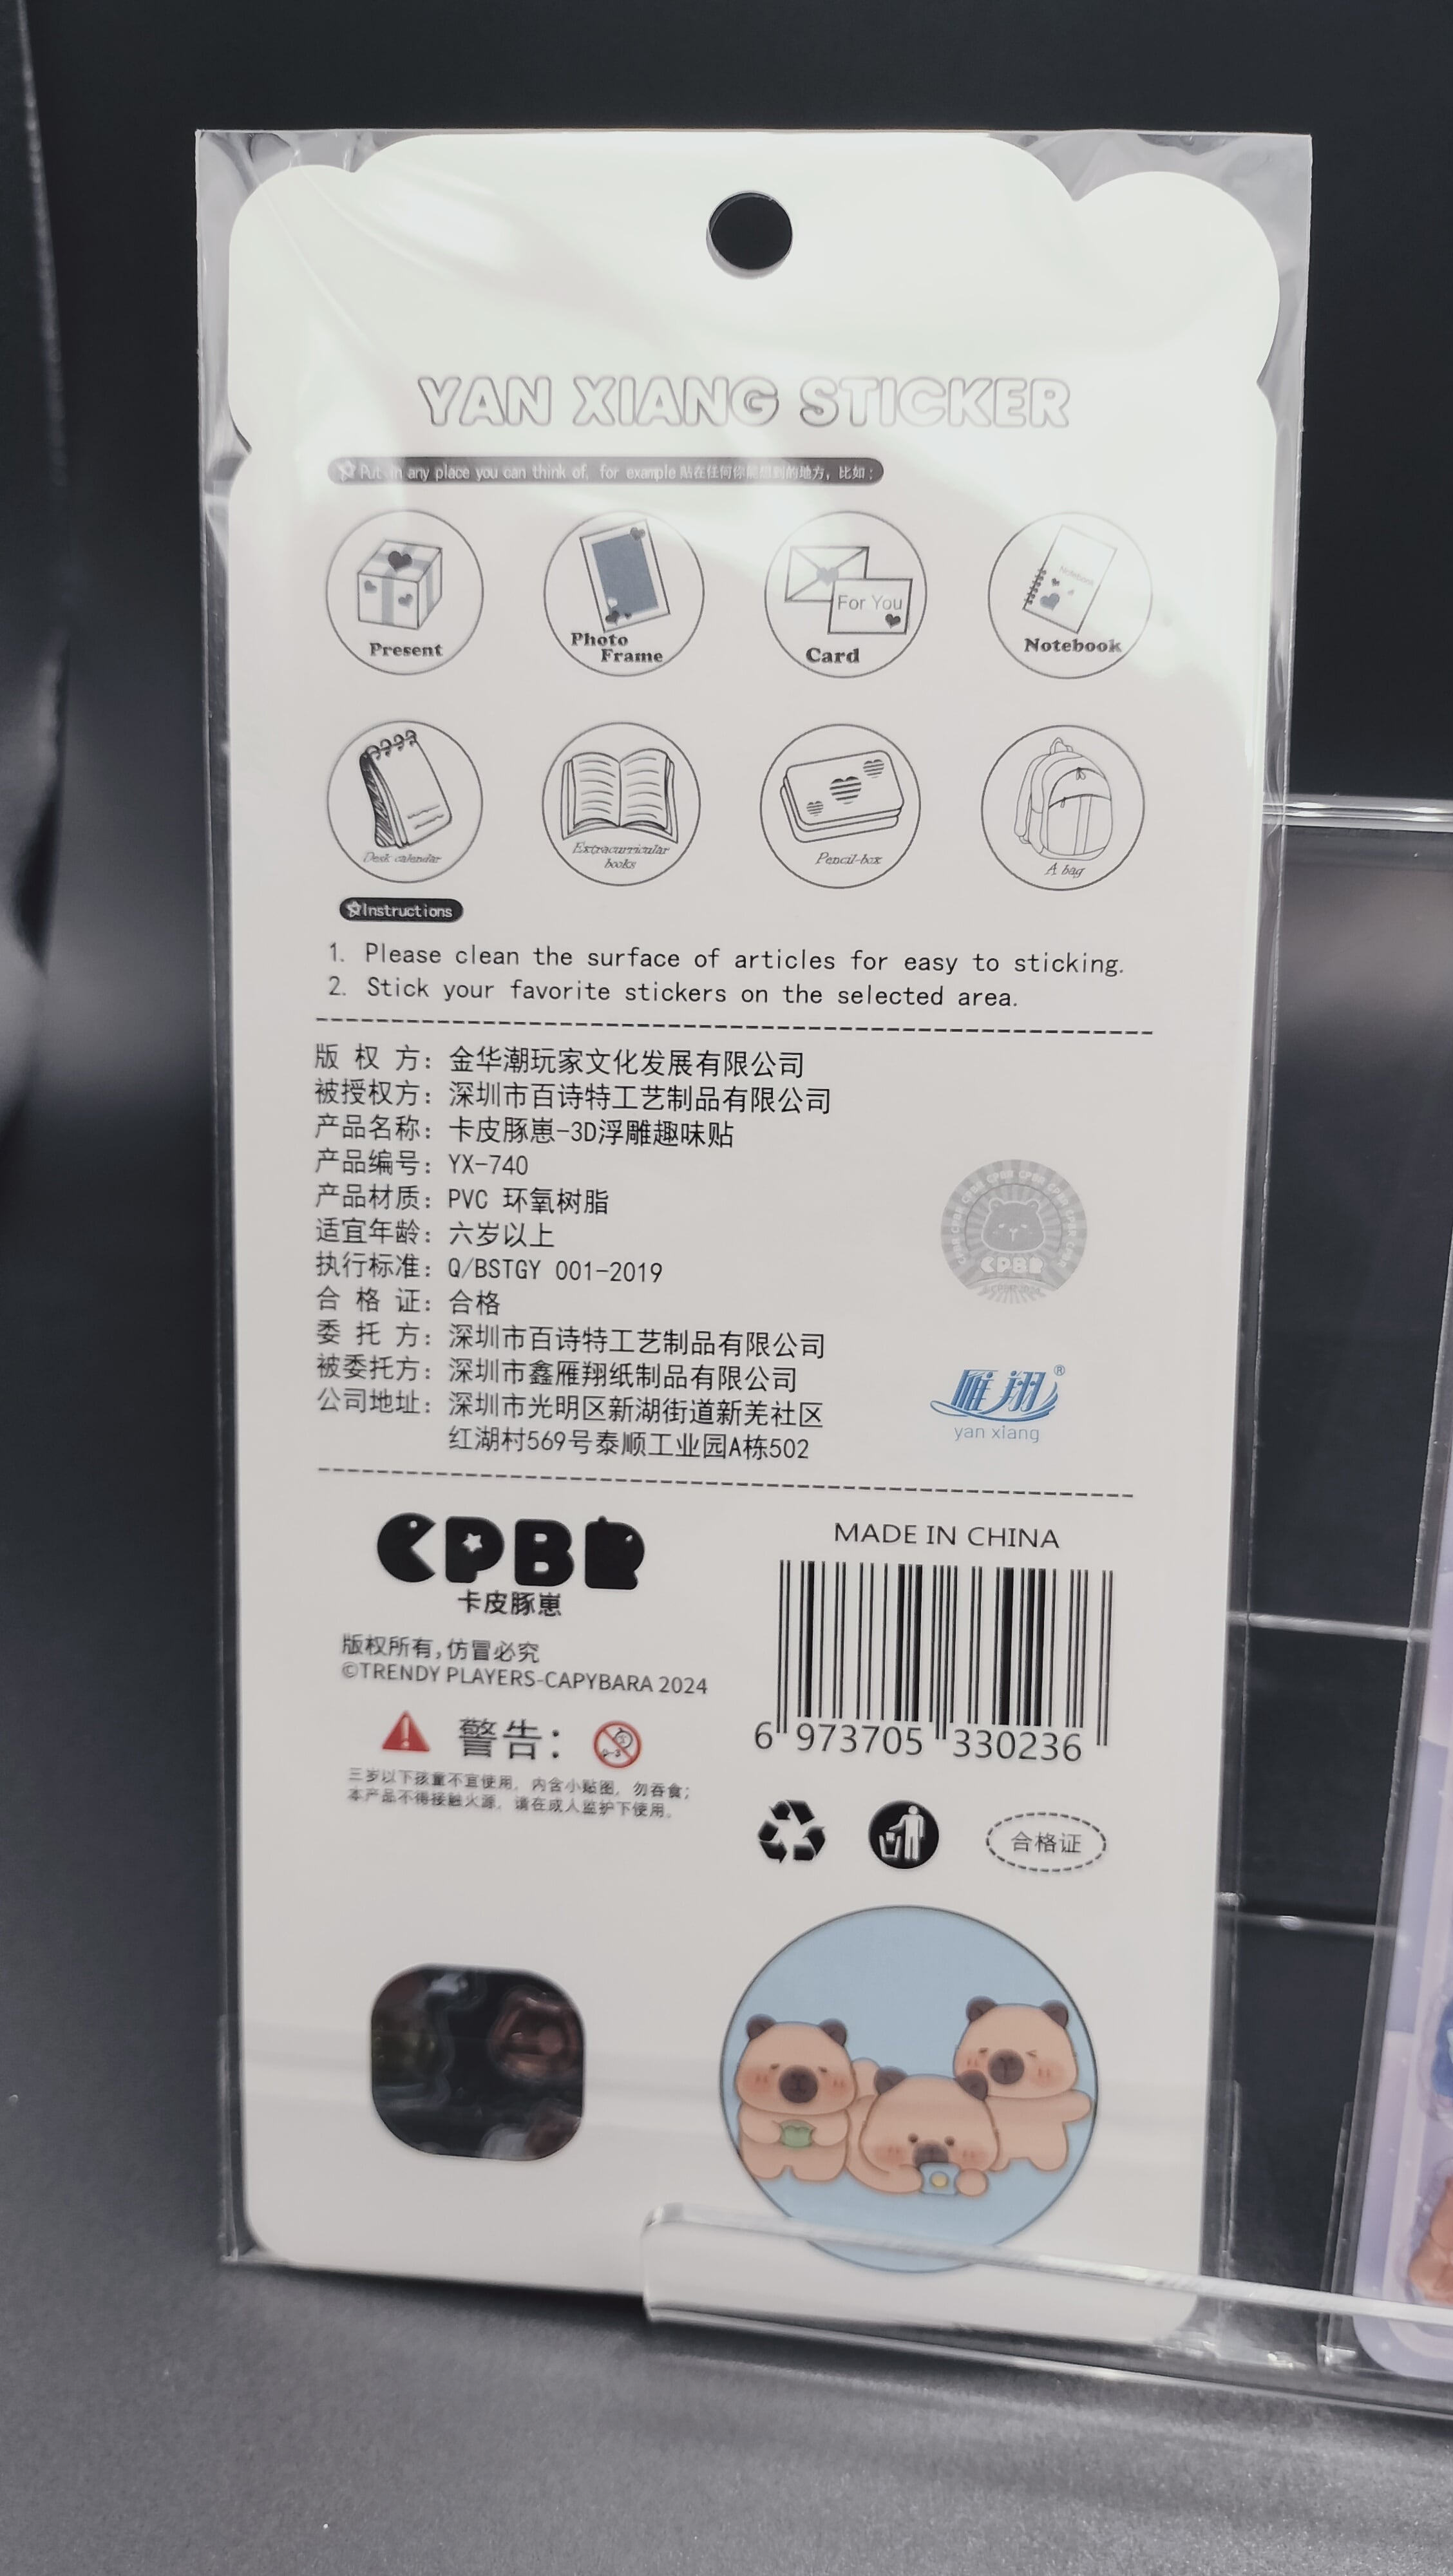 YAN XIANG STICKER
Put in any place you can think of, for example 贴在任何你能想到的地方，比如：
Present
Photo
Frame
For You
Card
Notebook
Notebook
Desk calendar
Extracurricular
books
Pencil-box
A bag
Instructions
1. Please clean the surface of articles for easy to sticking.
2. Stick your favorite stickers on the selected area.
版 权 方：金华潮玩家文化发展有限公司
被授权方：深圳市百诗特工艺制品有限公司
产品名称：卡皮豚崽-3D浮雕趣味贴
产品编号：YX-740
产品材质：PVC 环氧树脂
适宜年龄：六岁以上
执行标准：Q/BSTGY 001-2019
合 格 证：合格
委 托 方：深圳市百诗特工艺制品有限公司
被委托方：深圳市鑫雁翔纸制品有限公司
公司地址：深圳市光明区新湖街道新羌社区
红湖村569号泰顺工业园A栋502
CPBR
雁翔®
yan xiang
CPBR
卡皮豚崽
版权所有,仿冒必究
©TRENDY PLAYERS-CAPYBARA 2024
警告：
0-3
三岁以下孩童不宜使用，内含小贴图，勿吞食；
本产品不得接触火源，请在成人监护下使用。
MADE IN CHINA
6 973705 330236
合格证